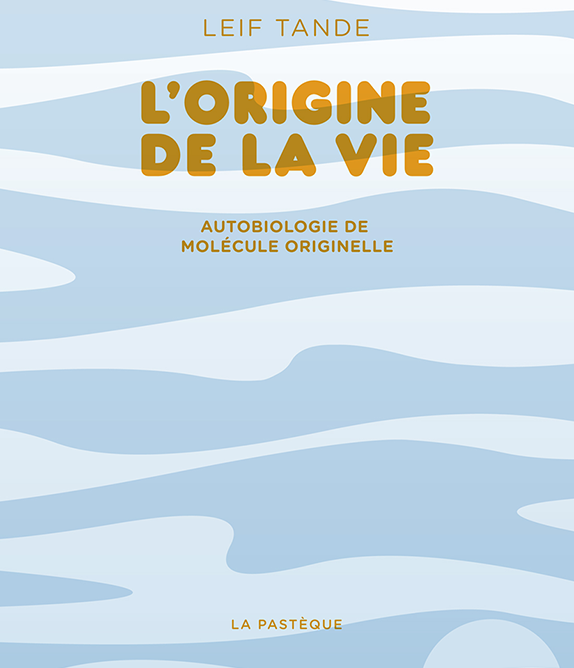 LEIF TANDE
L'ORIGINE
DE LA VIE
AUTOBIOLOGIE DE
MOLÉCULE ORIGINELLE
LA PASTÈQUE